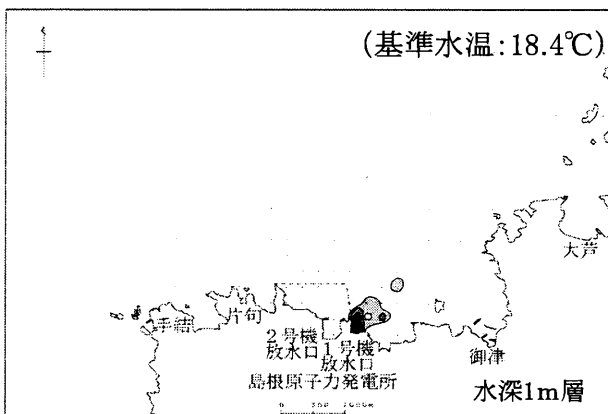 (基準水温:18.4℃)
大芦
手結
片句
2号機
放水口
1号機
放水口
御津
島根原子力発電所
水深1m層